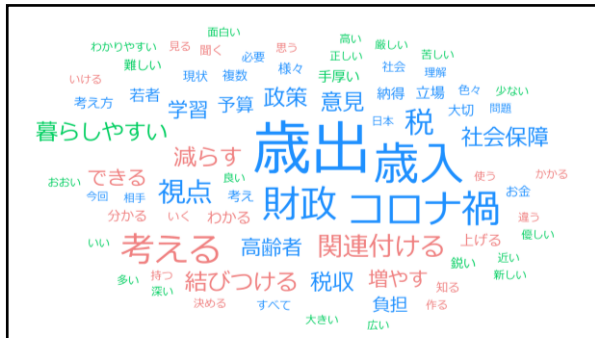 面白い 高い 厳しい
わかりやすい 見る 聞く 必要 思う 正しい 苦しい
難しい 様々 手厚い 社会 理解
いける 現状 複数 納得 立場 色々 少ない
考え方 若者 学習 予算 政策 意見 大切 問題
暮らしやすい 歳出 日本 税 社会保障
減らす 歳入
おおい できる 視点 良い 財政 コロナ禍 使う かかる
今回 相手 考え お金
分かる いく わかる 違う
いい 考える 高齢者 関連付ける 上げる 優しい
多い 持つ 結びつける 税収 増やす 鋭い 近い
深い 知る 新しい
決める すべて 負担 作る
大きい 広い